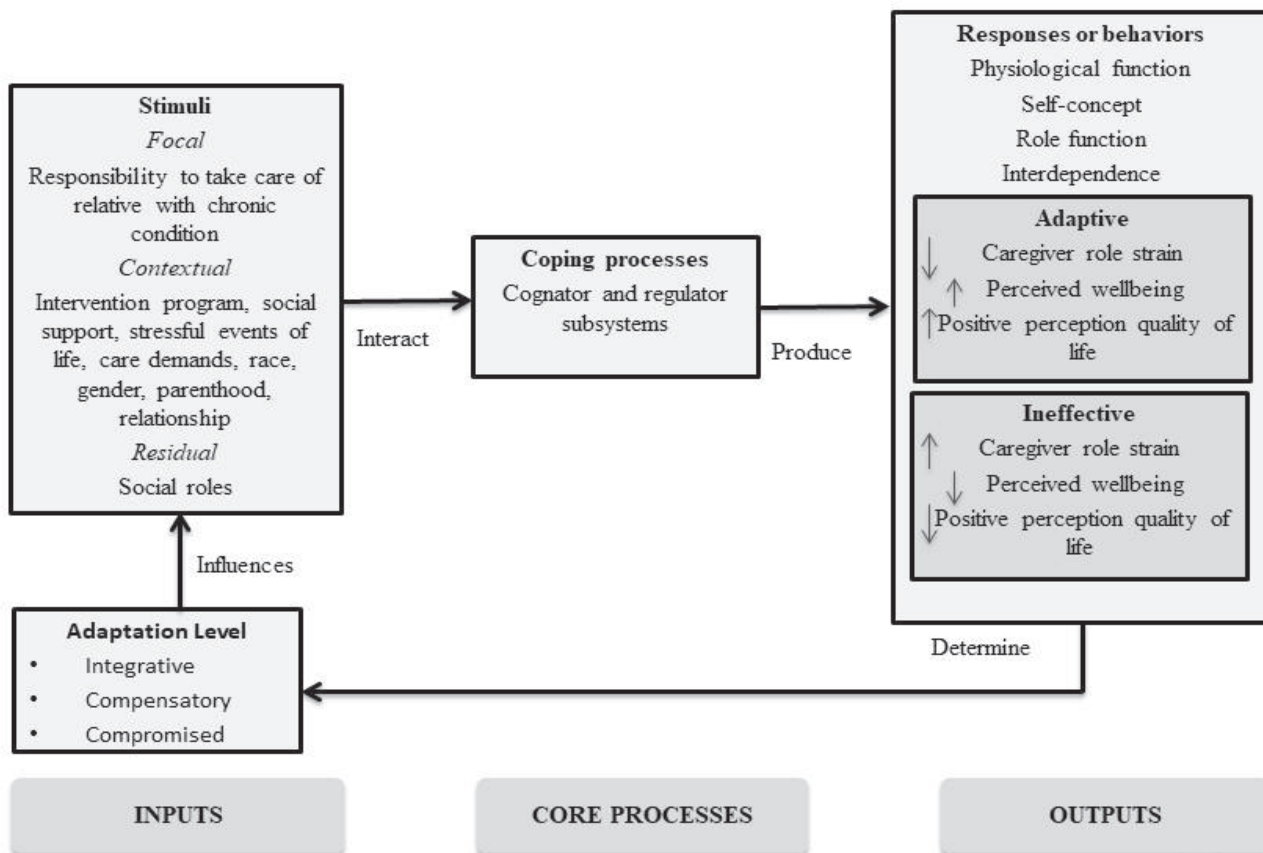 Stimuli
Focal
Responsibility to take care of
relative with chronic
condition
Contextual
Intervention program, social
support, stressful events of
life, care demands, race,
gender, parenthood,
relationship
Residual
Social roles
Influences
Adaptation Level
• Integrative
• Compensatory
• Compromised
Interact
Coping processes
Cognator and regulator
subsystems
Produce
Responses or behaviors
Physiological function
Self-concept
Role function
Interdependence
Adaptive
↓ Caregiver role strain
↑ Perceived wellbeing
↑ Positive perception quality of
life
Ineffective
↑ Caregiver role strain
↓ Perceived wellbeing
↓ Positive perception quality of
life
Determine
INPUTS
CORE PROCESSES
OUTPUTS